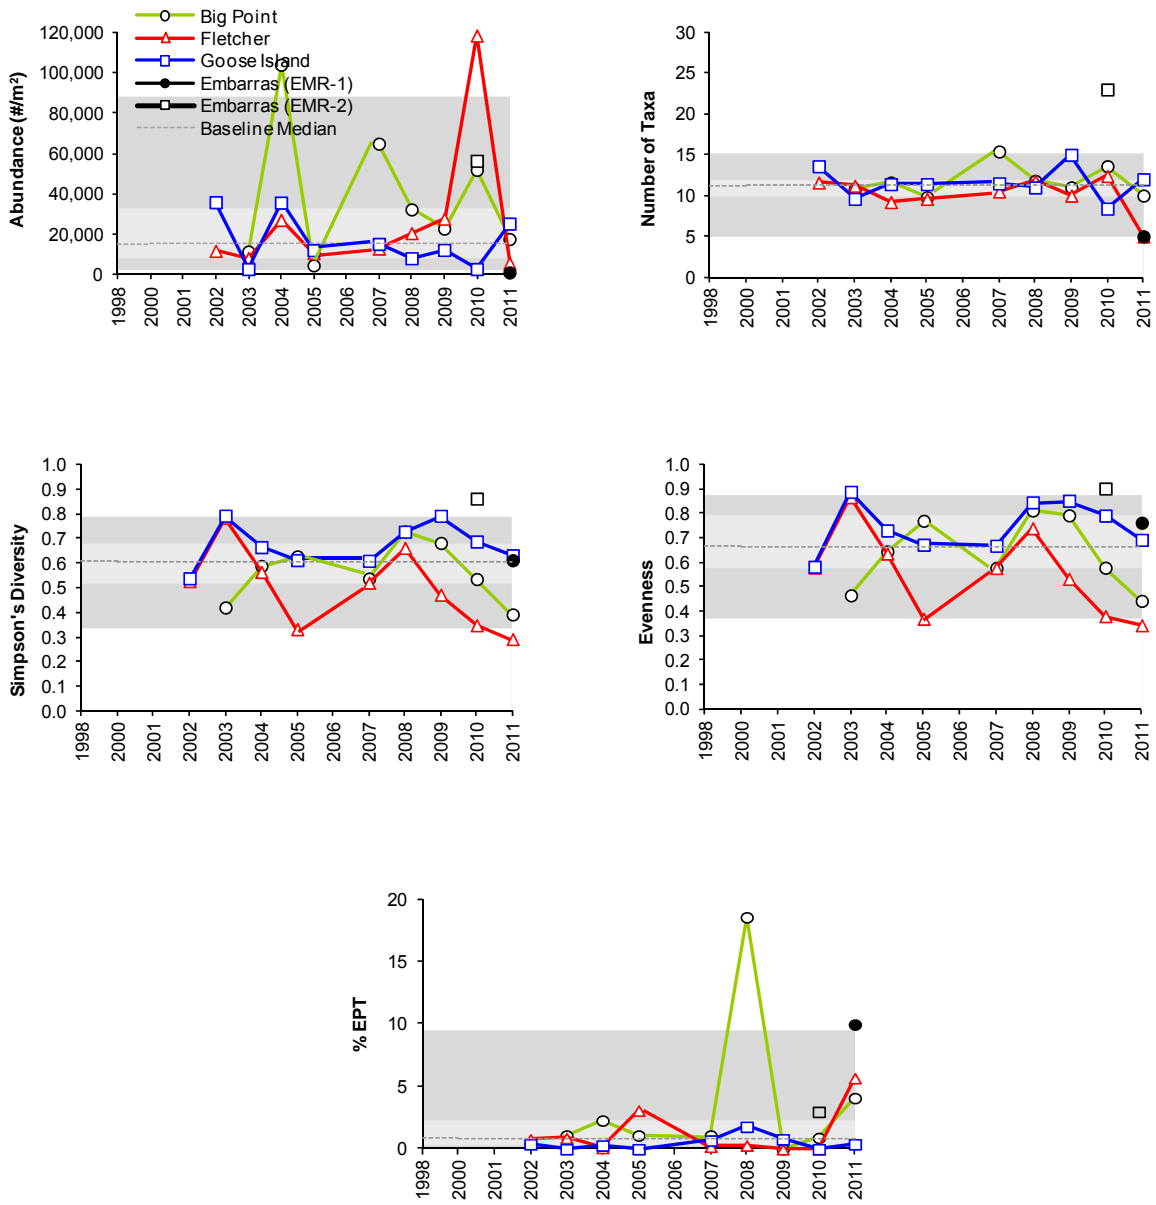 Big Point
Fletcher
Goose Island
Embarras (EMR-1)
Embarras (EMR-2)
Baseline Median
Abundance (#/m²)
120,000
100,000
80,000
60,000
40,000
20,000
0
1998 2000 2001 2002 2003 2004 2005 2006 2007 2008 2009 2010 2011
Number of Taxa
30
25
20
15
10
5
0
1998 2000 2001 2002 2003 2004 2005 2006 2007 2008 2009 2010 2011
Simpson's Diversity
1.0
0.9
0.8
0.7
0.6
0.5
0.4
0.3
0.2
0.1
0.0
1998 2000 2001 2002 2003 2004 2005 2006 2007 2008 2009 2010 2011
Evenness
1.0
0.9
0.8
0.7
0.6
0.5
0.4
0.3
0.2
0.1
0.0
1998 2000 2001 2002 2003 2004 2005 2006 2007 2008 2009 2010 2011
% EPT
20
15
10
5
0
1998 2000 2001 2002 2003 2004 2005 2006 2007 2008 2009 2010 2011